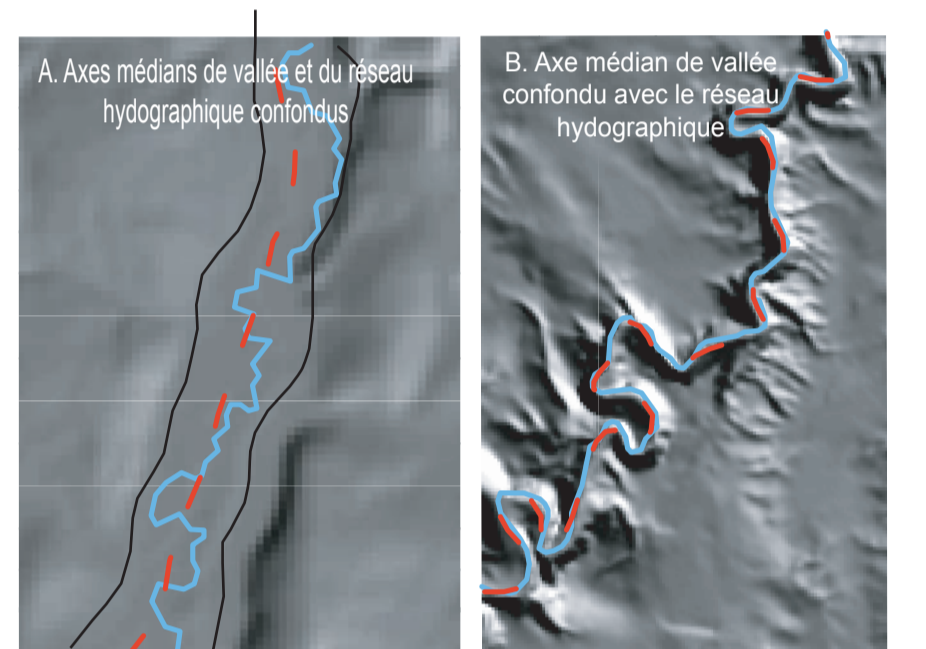 A. Axes médians de vallée et du réseau
hydographique confondus
B. Axe médian de vallée
confondu avec le réseau
hydographique